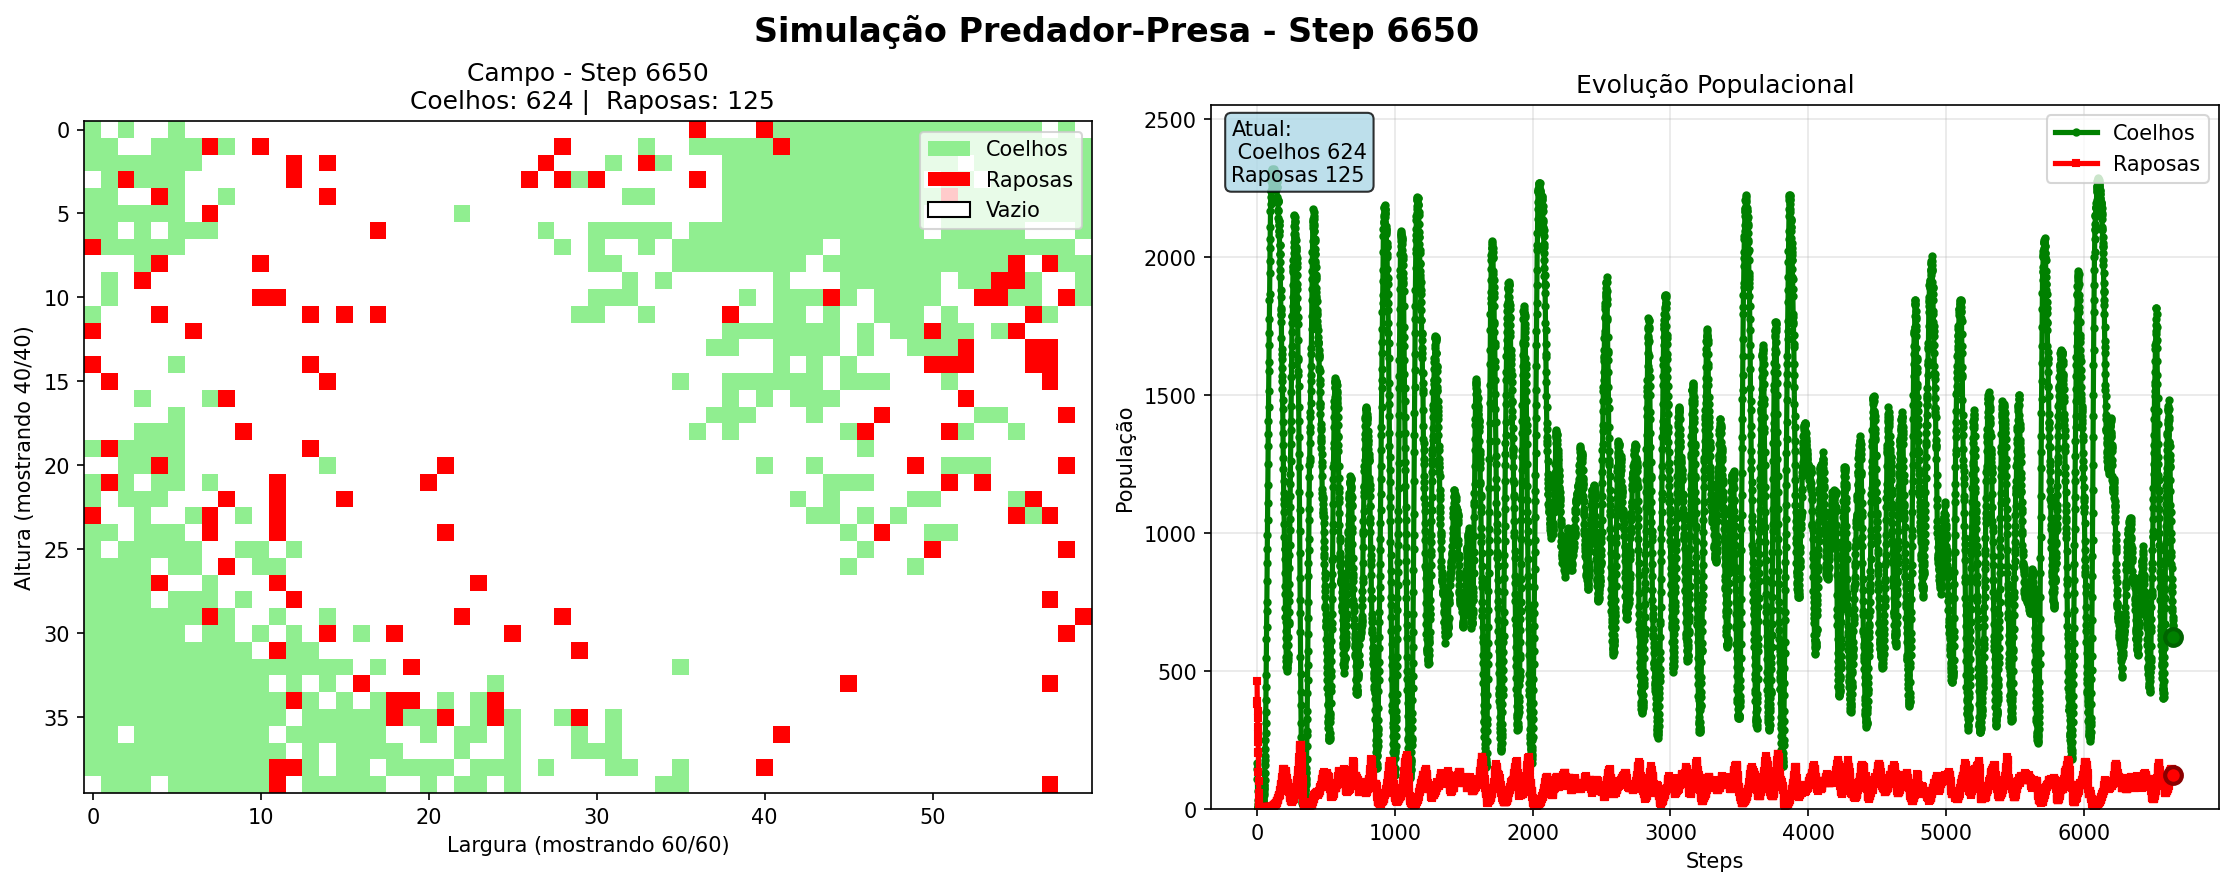 Simulação Predador-Presa - Step 6650
Campo - Step 6650
Coelhos: 624 |  Raposas: 125
Coelhos
Raposas
Vazio
0
5
10
15
20
25
30
35
Altura (mostrando 40/40)
0
10
20
30
40
50
Largura (mostrando 60/60)
Evolução Populacional
Atual:
Coelhos 624
Raposas 125
Coelhos
Raposas
2500
2000
1500
1000
500
0
População
0
1000
2000
3000
4000
5000
6000
Steps